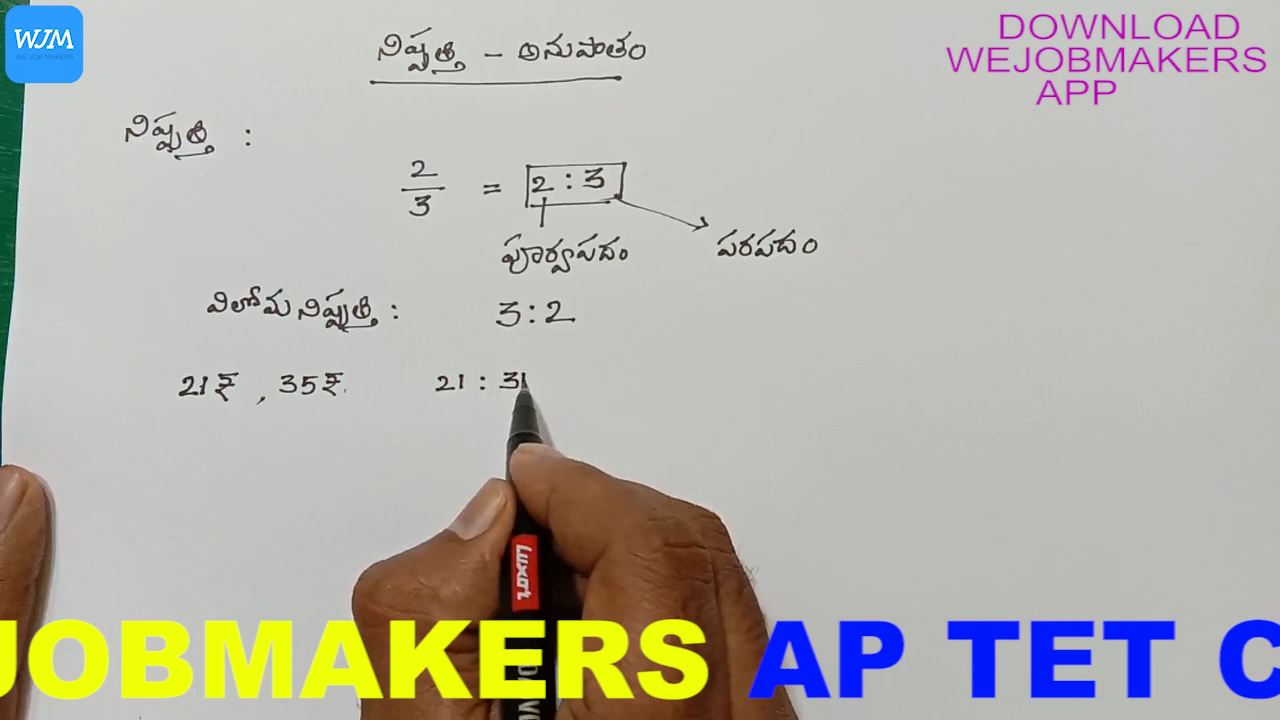 WJM
WE JOB MAKERS
DOWNLOAD
WEJOBMAKERS
APP
నిష్పత్తి - అనుపాతం
నిష్పత్తి :
2/3 = 2 : 3
పూర్వపదం పరపదం
విలోమ నిష్పత్తి : 3 : 2
21₹ , 35₹. 21 : 3
Luxor
JOBMAKERS AP TET C